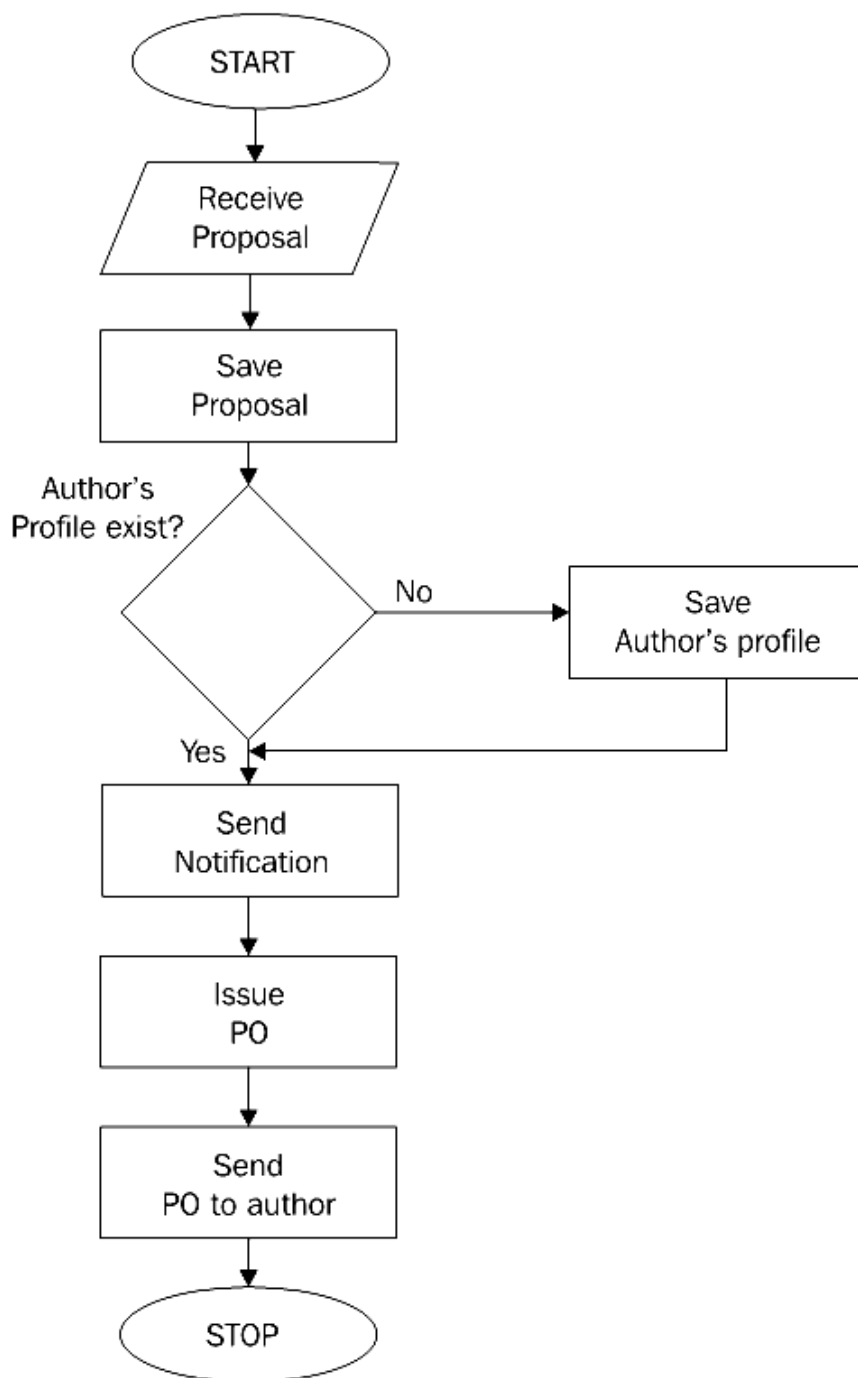 START
Receive
Proposal
Save
Proposal
Author's
Profile exist?
No
Save
Author's profile
Yes
Send
Notification
Issue
PO
Send
PO to author
STOP